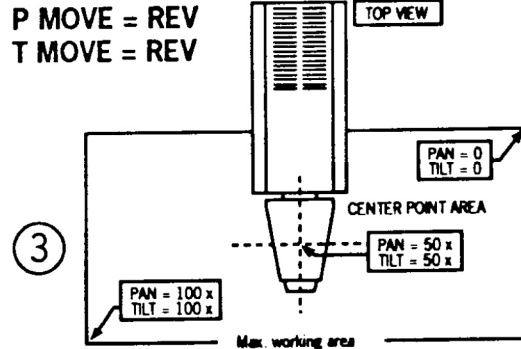 P MOVE = REV
T MOVE = REV
TOP VIEW
PAN = 0
TILT = 0
CENTER POINT AREA
3
PAN = 50 x
TILT = 50 x
PAN = 100 x
TILT = 100 x
Max. working area